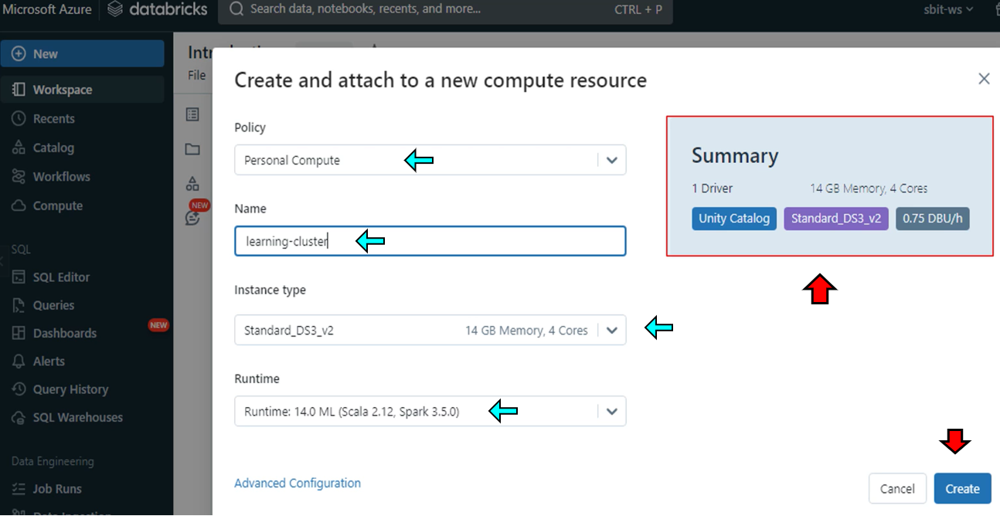 Microsoft Azure
databricks
Search data, notebooks, recents, and more...
CTRL + P
sbit-ws
New
Workspace
Recents
Catalog
Workflows
Compute
SQL
SQL Editor
Queries
Dashboards
NEW
Alerts
Query History
SQL Warehouses
Data Engineering
Job Runs
File
NEW
Create and attach to a new compute resource
Policy
Personal Compute
Name
learning-cluster
Instance type
Standard_DS3_v2 14 GB Memory, 4 Cores
Runtime
Runtime: 14.0 ML (Scala 2.12, Spark 3.5.0)
Advanced Configuration
Summary
1 Driver 14 GB Memory, 4 Cores
Unity Catalog Standard_DS3_v2 0.75 DBU/h
Cancel Create